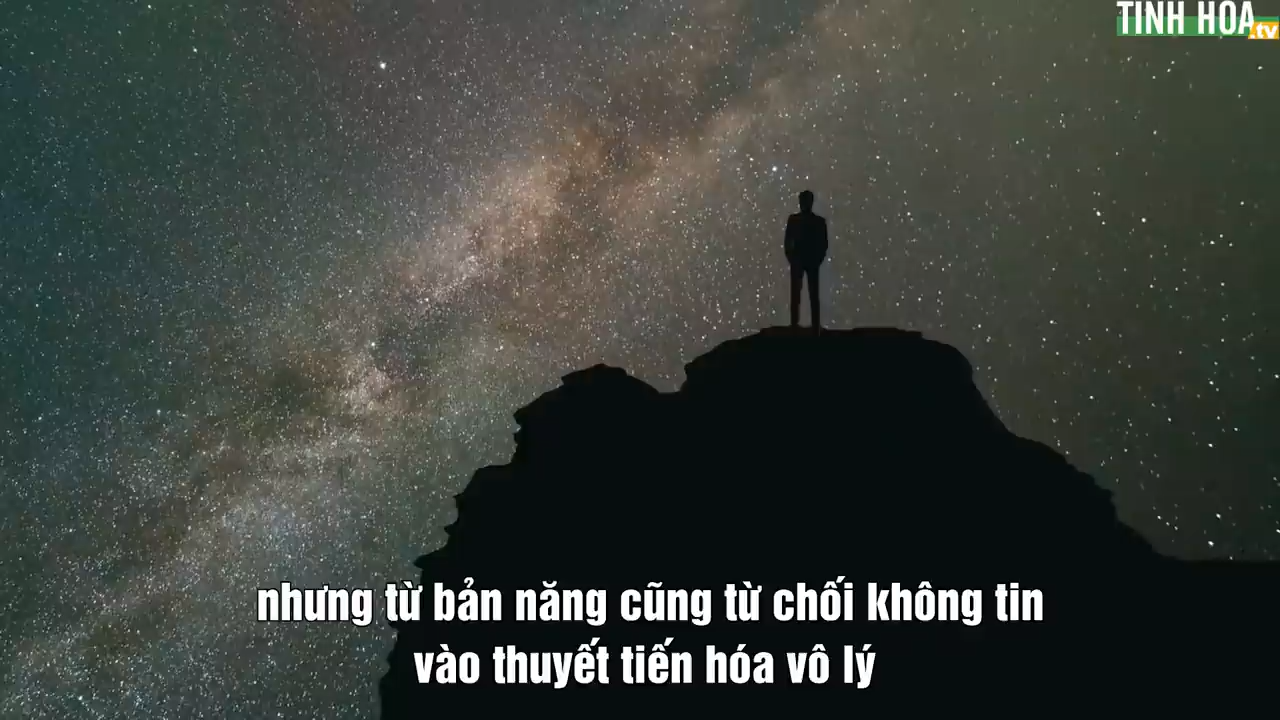 TINH HOA
.tv
nhưng từ bản năng cũng từ chối không tin
vào thuyết tiến hóa vô lý